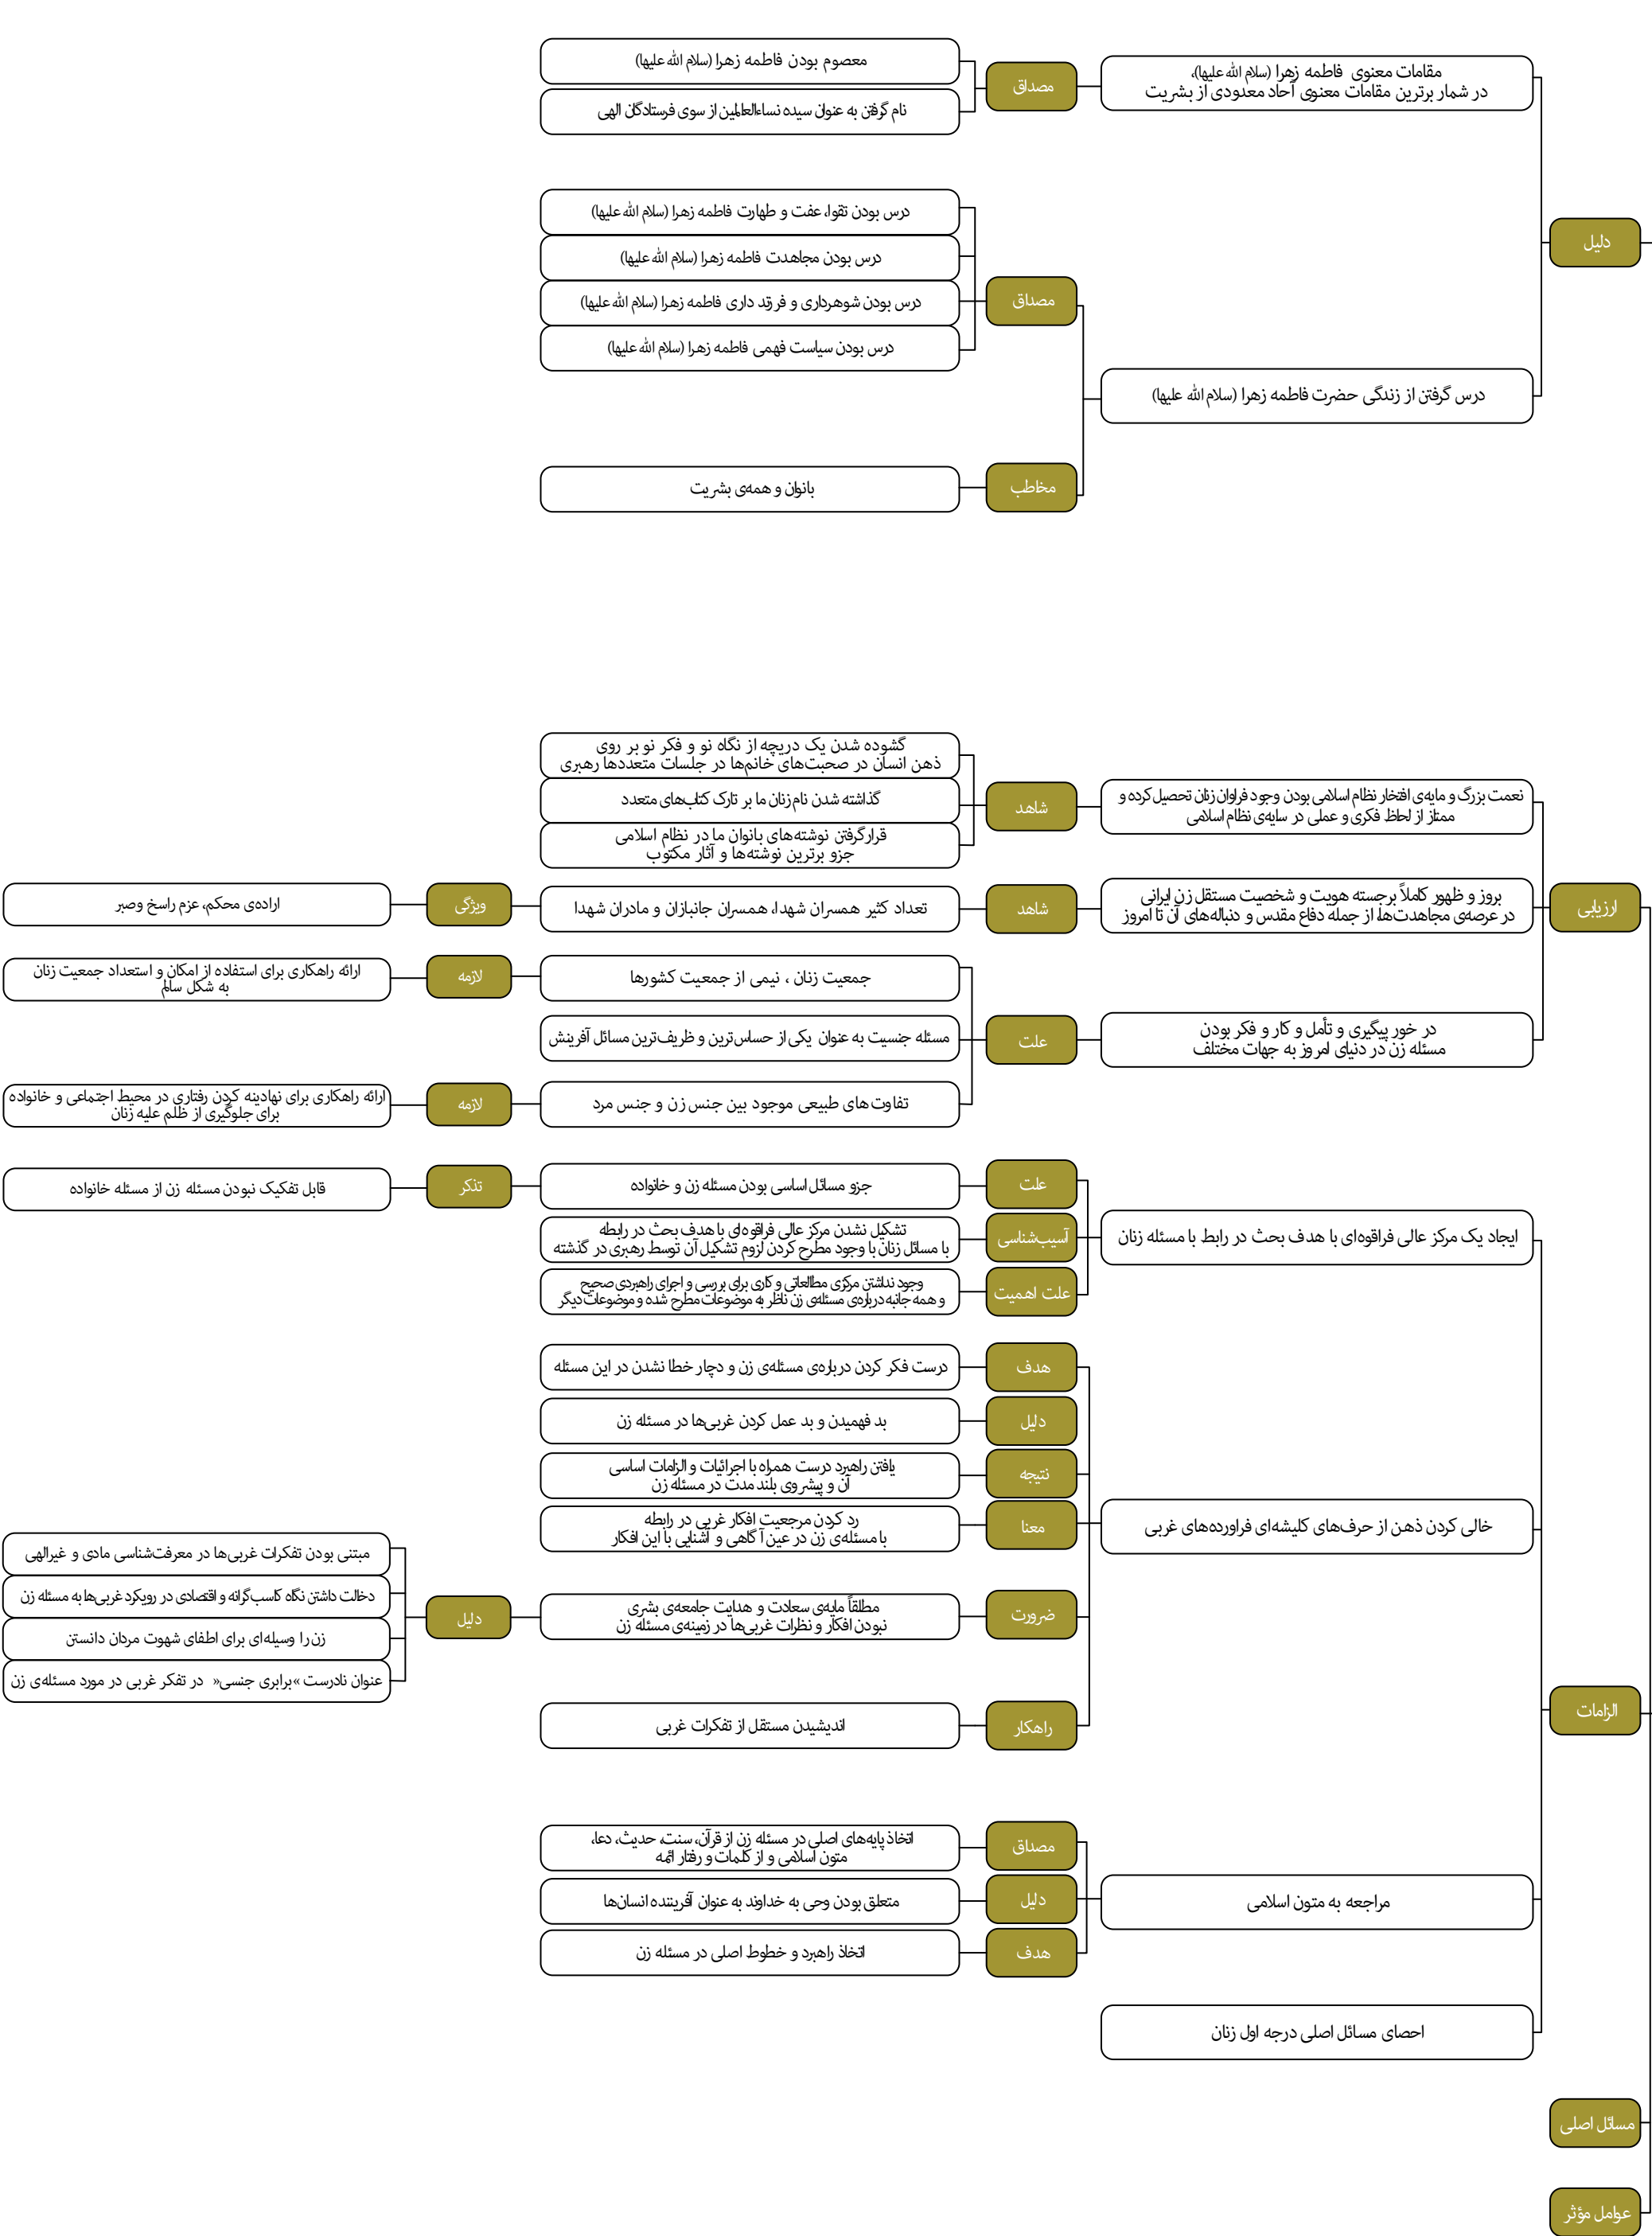 دلیل
مقامات معنوی فاطمه زهرا (سلام الله علیها)،
در شمار برترین مقامات معنوی آحاد معدودی از بشریت
مصداق
معصوم بودن فاطمه زهرا (سلام الله علیها)
نام گرفتن به عنوان سیده نساءالعالمین از سوی فرستادگان الهی
درس گرفتن از زندگی حضرت فاطمه زهرا (سلام الله علیها)
مصداق
درس بودن تقوا، عفت و طهارت فاطمه زهرا (سلام الله علیها)
درس بودن مجاهدت فاطمه زهرا (سلام الله علیها)
درس بودن شوهرداری و فرزند داری فاطمه زهرا (سلام الله علیها)
درس بودن سیاست فهمی فاطمه زهرا (سلام الله علیها)
مخاطب
بانوان و همه‌ی بشریت
ارزیابی
نعمت بزرگ و مایه‌ی افتخار نظام اسلامی بودن وجود فراوان زنان تحصیل کرده و
ممتاز از لحاظ فکری و عملی در سایه‌ی نظام اسلامی
شاهد
گشوده شدن یک دریچه از نگاه نو و فکر نو بر روی
ذهن انسان در صحبت‌های خانم‌ها در جلسات متعددها رهبری
گذاشته شدن نام زنان ما بر تارک کتاب‌های متعدد
قرارگرفتن نوشته‌های بانوان ما در نظام اسلامی
جزو برترین نوشته‌ها و آثار مکتوب
بروز و ظهور کاملاً برجسته هویت و شخصیت مستقل زن ایرانی
در عرصه‌ی مجاهدت‌ها، از جمله دفاع مقدس و دنباله‌های آن تا امروز
شاهد
تعداد کثیر همسران شهدا، همسران جانبازان و مادران شهدا
ویژگی
اراده‌ی محکم، عزم راسخ وصبر
در خور پیگیری و تأمل و کار و فکر بودن
مسئله زن در دنیای امروز به جهات مختلف
علت
جمعیت زنان ، نیمی از جمعیت کشورها
لازمه
ارائه راهکاری برای استفاده از امکان و استعداد جمعیت زنان
به شکل سالم
مسئله جنسیت به عنوان یکی از حساس‌ترین و ظریف‌ترین مسائل آفرینش
تفاوت های طبیعی موجود بین جنس زن و جنس مرد
لازمه
ارائه راهکاری برای نهادینه کردن رفتاری در محیط اجتماعی و خانواده
برای جلوگیری از ظلم علیه زنان
الزامات
ایجاد یک مرکز عالی فراقوه‌ای با هدف بحث در رابط با مسئله زنان
علت
جزو مسائل اساسی بودن مسئله زن و خانواده
تذکر
قابل تفکیک نبودن مسئله زن از مسئله خانواده
آسیب‌شناسی
تشکیل نشدن مرکز عالی فراقوه‌ای با هدف بحث در رابطه
با مسائل زنان با وجود مطرح کردن لزوم تشکیل آن توسط رهبری در گذشته
علت اهمیت
وجود نداشتن مرکزی مطالعاتی و کاری برای بررسی و اجرای راهبردی صحیح
و همه جانبه درباره‌ی مسئله‌ی زن ناظر به موضوعات مطرح شده و موضوعات دیگر
خالی کردن ذهن از حرف‌های کلیشه‌ای فراورده‌های غربی
هدف
درست فکر کردن درباره‌ی مسئله‌ی زن و دچار خطا نشدن در این مسئله
دلیل
بد فهمیدن و بد عمل کردن غربی‌ها در مسئله زن
نتیجه
یافتن راهبرد درست همراه با اجرائیات و الزامات اساسی
آن و پیشروی بلند مدت در مسئله زن
معنا
رد کردن مرجعیت افکار غربی در رابطه
با مسئله‌ی زن در عین آگاهی و آشنایی با این افکار
ضرورت
مطلقاً مایه‌ی سعادت و هدایت جامعه‌ی بشری
نبودن افکار و نظرات غربی‌ها در زمینه‌ی مسئله زن
دلیل
مبتنی بودن تفکرات غربی‌ها در معرفت‌شناسی مادی و غیرالهی
دخالت داشتن نگاه کاسب‌گرانه و اقتصادی در رویکرد غربی‌ها به مسئله زن
زن را وسیله‌ای برای اطفای شهوت مردان دانستن
عنوان نادرست »برابری جنسی« در تفکر غربی در مورد مسئله‌ی زن
راهکار
اندیشیدن مستقل از تفکرات غربی
مراجعه به متون اسلامی
مصداق
اتخاذ پایه‌های اصلی در مسئله زن از قرآن، سنت، حدیث، دعا،
متون اسلامی و از کلمات و رفتار ائمه
دلیل
متعلق بودن وحی به خداوند به عنوان آفریننده انسان‌ها
هدف
اتخاذ راهبرد و خطوط اصلی در مسئله زن
احصای مسائل اصلی درجه اول زنان
مسائل اصلی
عوامل مؤثر